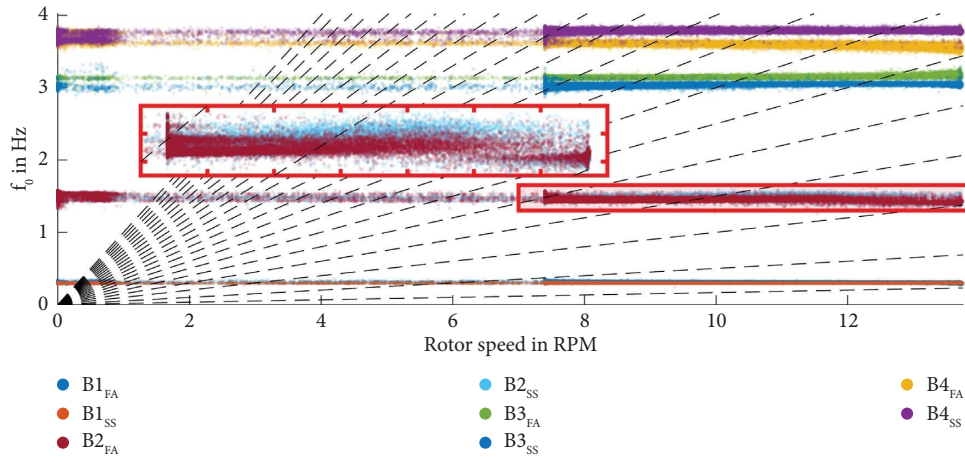 4
3
2
1
0
f₀ in Hz
0 2 4 6 8 10 12
Rotor speed in RPM
B1FA B2SS B4FA
B1SS B3FA B4SS
B2FA B3SS